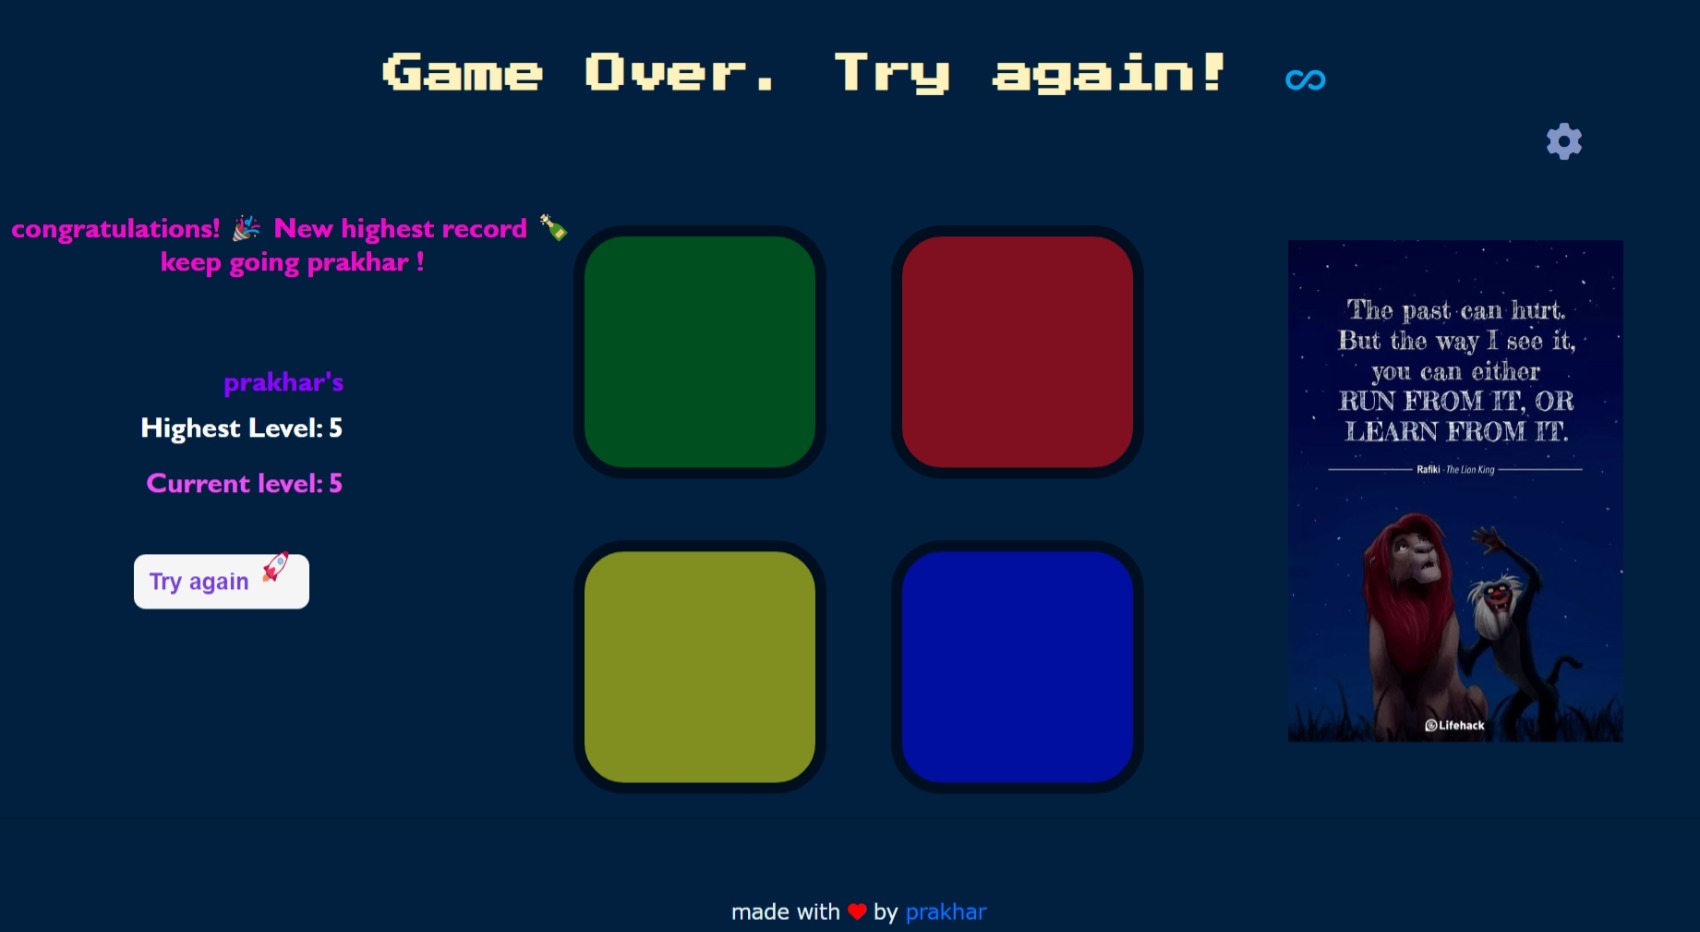 Game Over. Try again!
congratulations! 🎉 New highest record 🍾
keep going prakhar !
prakhar's
Highest Level: 5
Current level: 5
Try again 🚀
The past can hurt.
But the way I see it,
you can either
RUN FROM IT, OR
LEARN FROM IT.
Rafiki - The Lion King
Lifehack
made with ❤ by prakhar